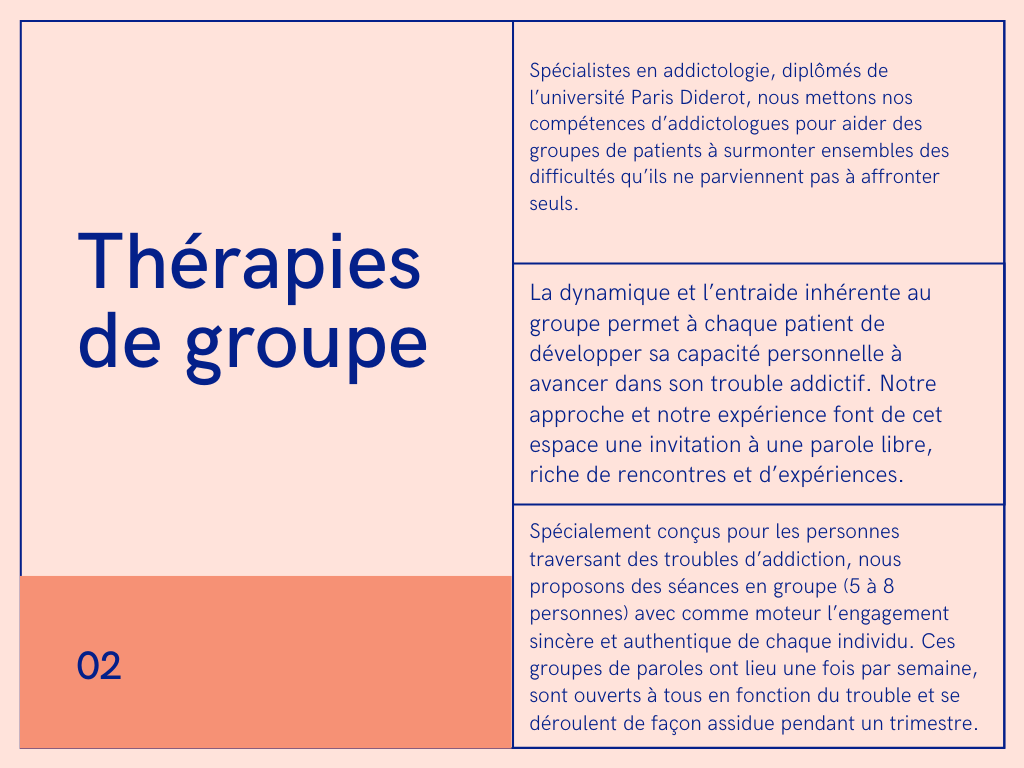 Thérapies
de groupe
02
Spécialistes en addictologie, diplômés de
l’université Paris Diderot, nous mettons nos
compétences d’addictologues pour aider des
groupes de patients à surmonter ensembles des
difficultés qu’ils ne parviennent pas à affronter
seuls.
La dynamique et l’entraide inhérente au
groupe permet à chaque patient de
développer sa capacité personnelle à
avancer dans son trouble addictif. Notre
approche et notre expérience font de cet
espace une invitation à une parole libre,
riche de rencontres et d’expériences.
Spécialement conçus pour les personnes
traversant des troubles d’addiction, nous
proposons des séances en groupe (5 à 8
personnes) avec comme moteur l’engagement
sincère et authentique de chaque individu. Ces
groupes de paroles ont lieu une fois par semaine,
sont ouverts à tous en fonction du trouble et se
déroulent de façon assidue pendant un trimestre.